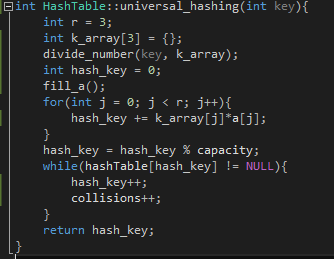 int HashTable::universal_hashing(int key){
    int r = 3;
    int k_array[3] = {};
    divide_number(key, k_array);
    int hash_key = 0;
    fill_a();
    for(int j = 0; j < r; j++){
        hash_key += k_array[j]*a[j];
    }
    hash_key = hash_key % capacity;
    while(hashTable[hash_key] != NULL){
        hash_key++;
        collisions++;
    }
    return hash_key;
}